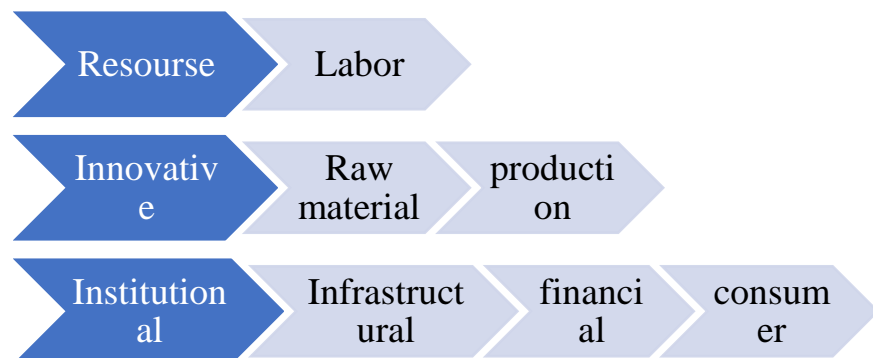 Resourse
Labor
Innovativ
e
Raw
material
producti
on
Institution
al
Infrastruct
ural
financi
al
consum
er